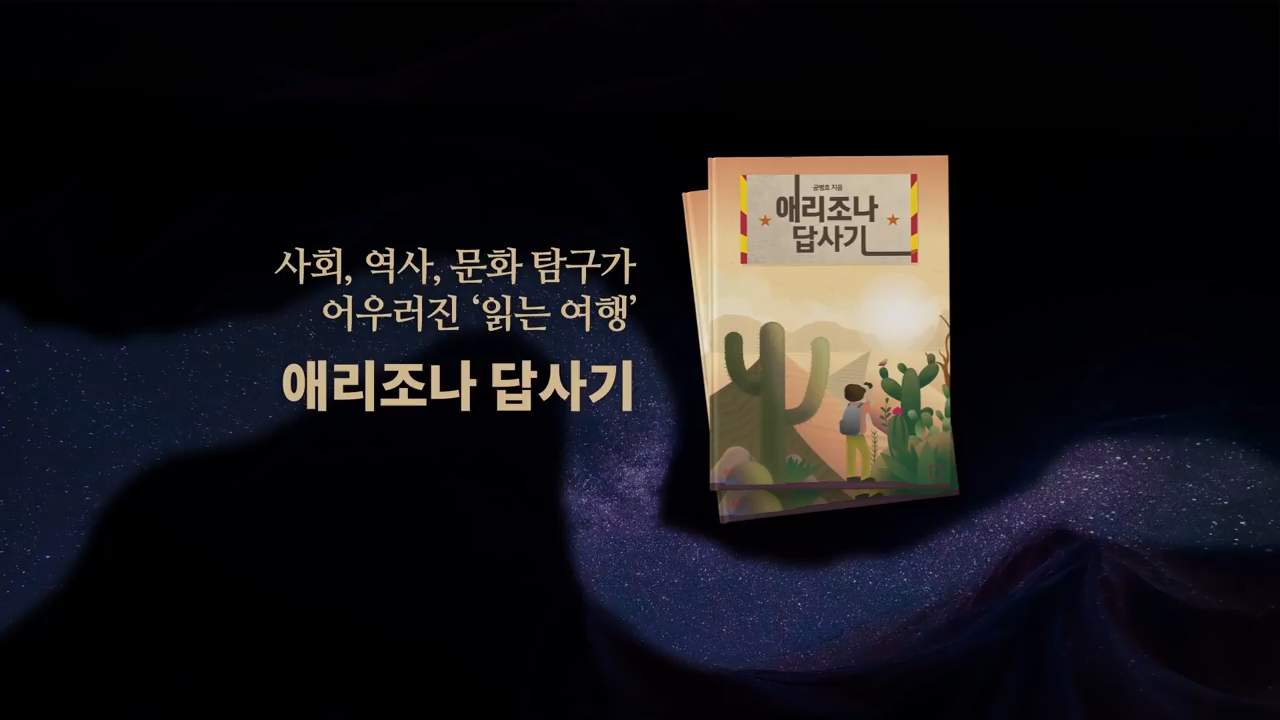 사회, 역사, 문화 탐구가
어우러진 ‘읽는 여행’
애리조나 답사기
공병호 지음
애리조나
답사기